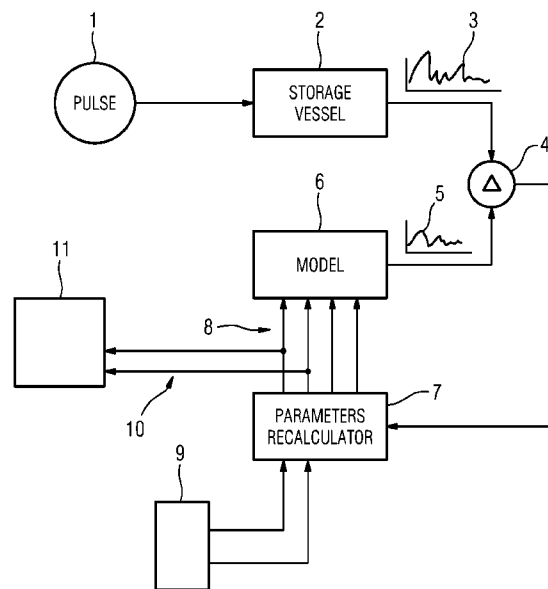 1
2
3
PULSE
STORAGE
VESSEL
4
Δ
6
5
MODEL
11
8
7
PARAMETERS
RECALCULATOR
10
9